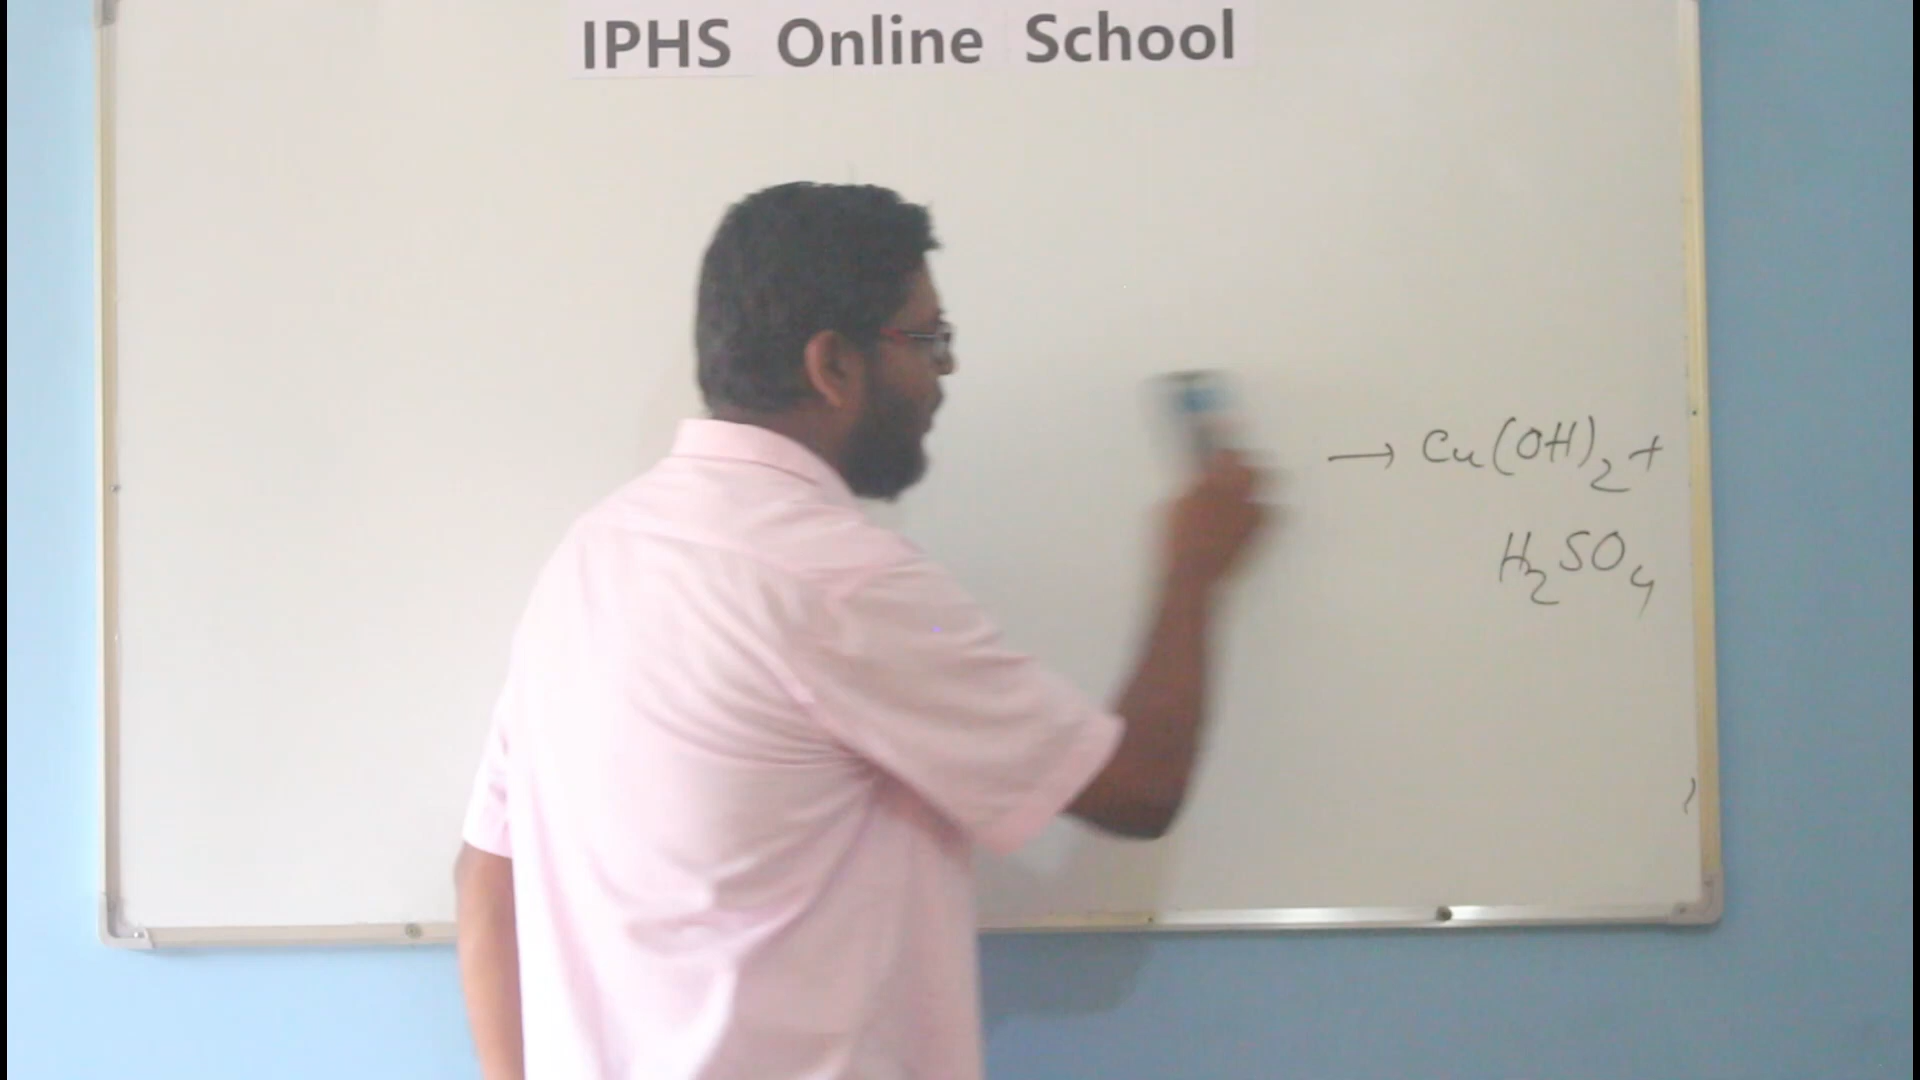 IPHS Online School
→ Cu(OH)₂ +
H₂SO₄